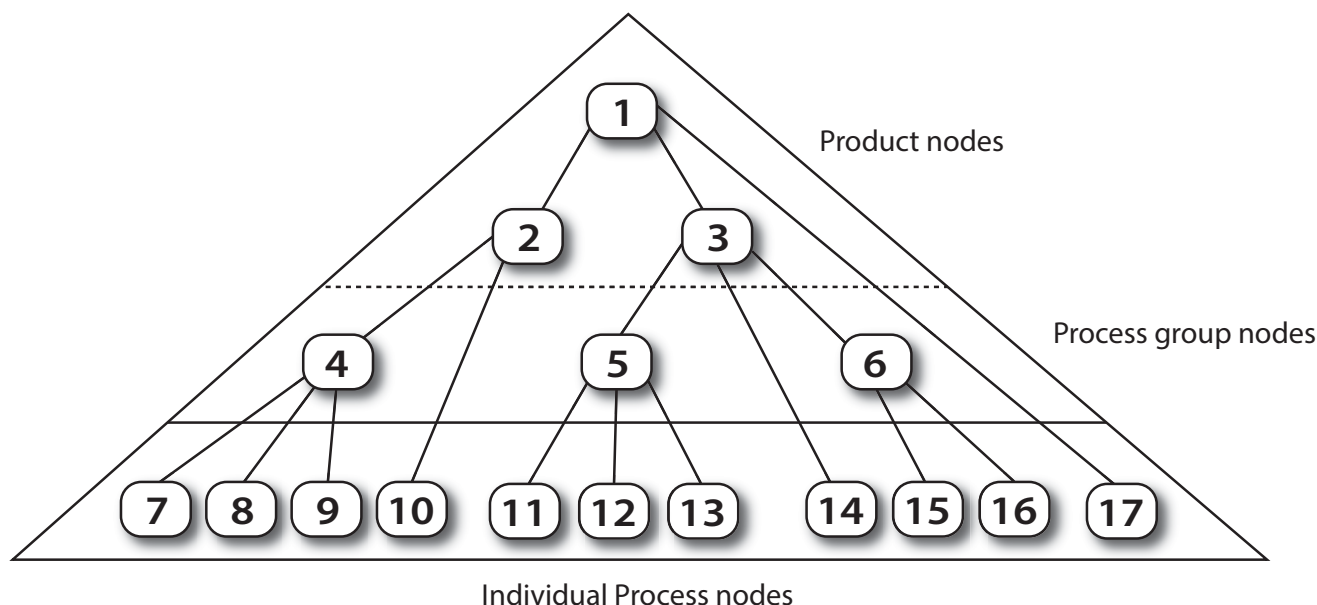 1
Product nodes
2 3
Process group nodes
4 5 6
7 8 9 10 11 12 13 14 15 16 17
Individual Process nodes